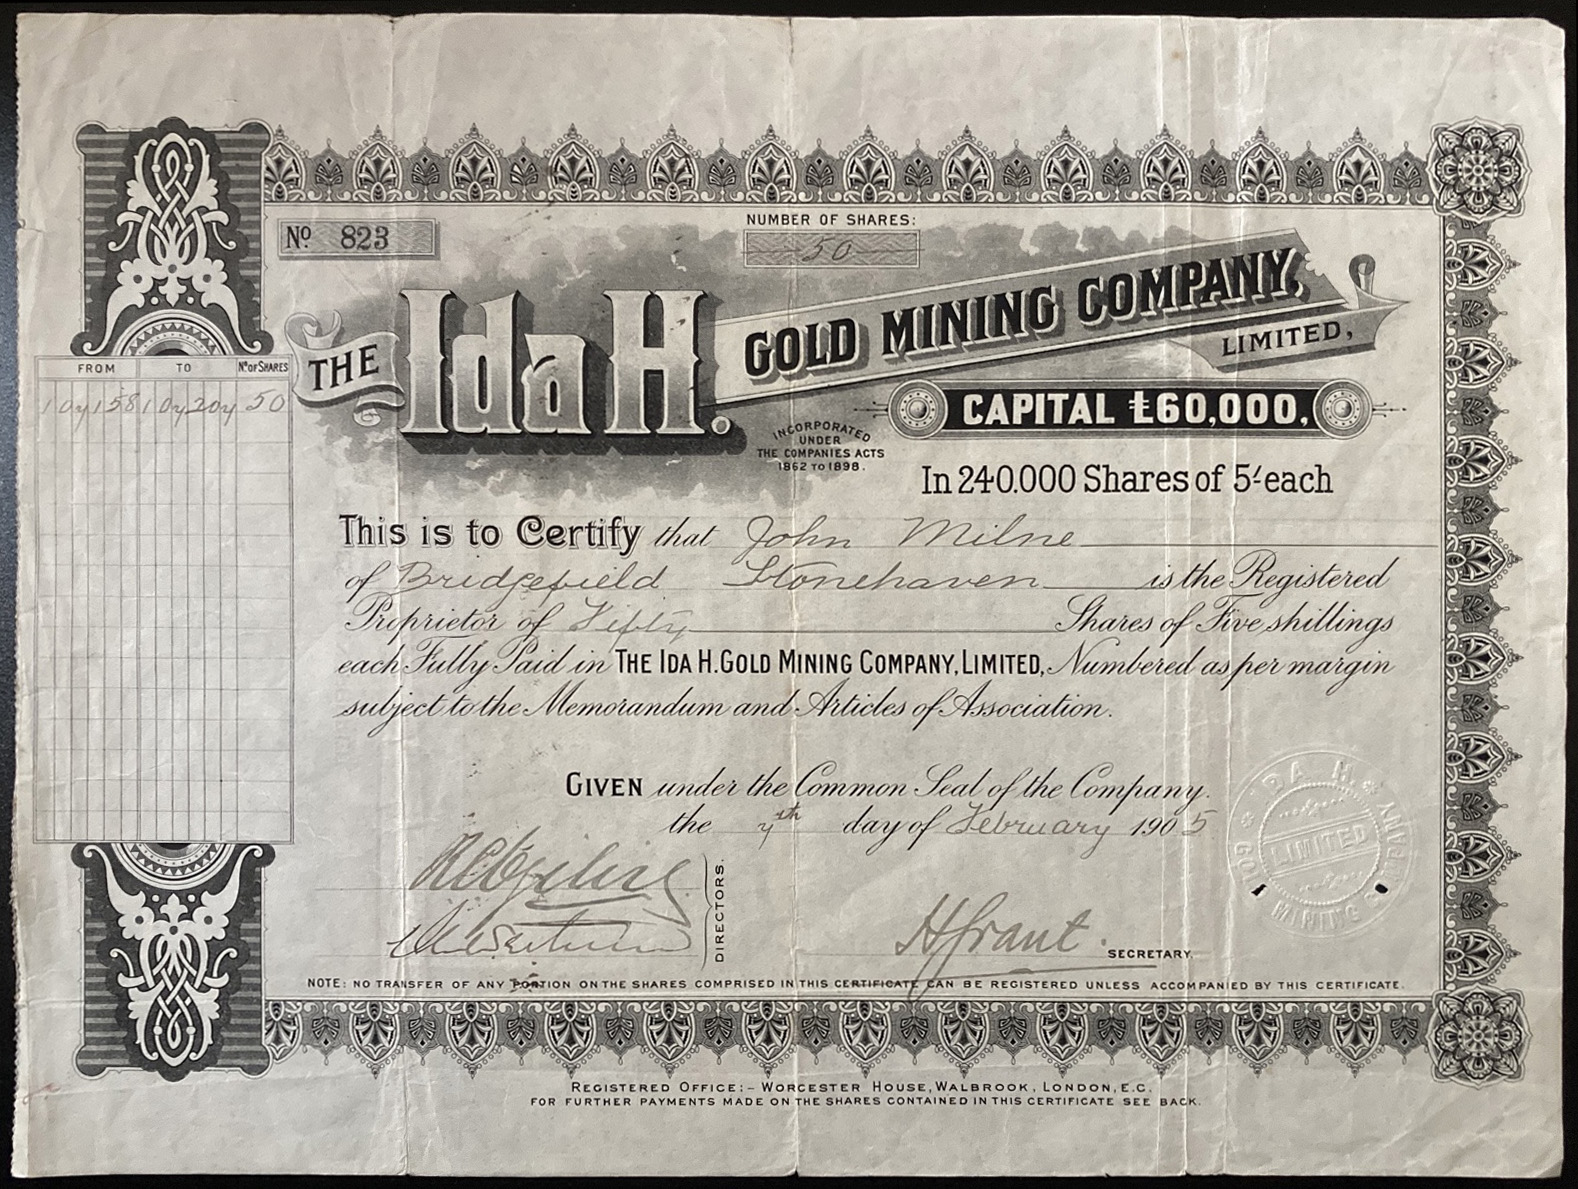 NUMBER OF SHARES:
No 823
50
THE Ida H. GOLD MINING COMPANY, LIMITED,
CAPITAL £60,000,
INCORPORATED
UNDER
THE COMPANIES ACTS
1862 TO 1898.
In 240.000 Shares of 5/- each
FROM TO No. OF SHARES
107158 107207 50
This is to Certify that John Milne
of Bridgefield Stonehaven is the Registered
Proprietor of Fifty Shares of Five shillings
each Fully Paid in THE IDA H. GOLD MINING COMPANY, LIMITED, Numbered as per margin
subject to the Memorandum and Articles of Association.
GIVEN under the Common Seal of the Company.
the 7th day of February 1905
DIRECTORS.
H Grant
SECRETARY.
IDA H GOLD MINING COMPANY
LIMITED
NOTE: NO TRANSFER OF ANY PORTION ON THE SHARES COMPRISED IN THIS CERTIFICATE CAN BE REGISTERED UNLESS ACCOMPANIED BY THIS CERTIFICATE.
REGISTERED OFFICE:- WORCESTER HOUSE, WALBROOK, LONDON, E.C.
FOR FURTHER PAYMENTS MADE ON THE SHARES CONTAINED IN THIS CERTIFICATE SEE BACK.